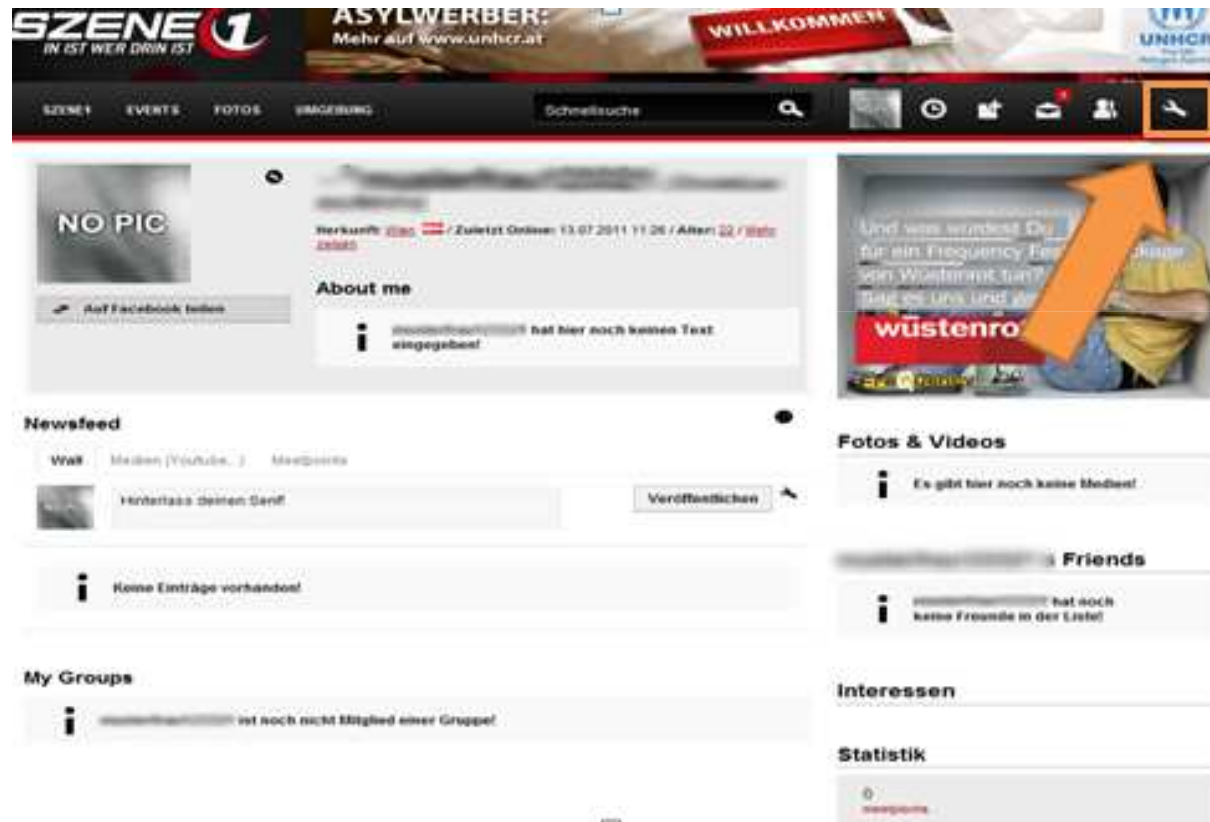 SZENE 1
IN IST WER DRIN IST
ASYLWERBER:
Mehr auf www.unhcr.at
WILLKOMMEN
UNHCR
SZENE1 EVENTS FOTOS UMGEBUNG Schnellsuche
NO PIC
Auf Facebook teilen
Herkunft: Wien / Zuletzt Online: 13.07.2011 11:26 / Alter: 22 / Mehr
zeigen
About me
hat hier noch keinen Text
eingegeben!
Und was würdest Du
für ein Frequency
von Wüstenrot tun?
Sag es uns und
wüstenro
Newsfeed
Wall Medien (Youtube...) Meetpoints
Hinterlass deinen Senf!
Veröffentlichen
Keine Einträge vorhanden!
My Groups
ist noch nicht Mitglied einer Gruppe!
Fotos & Videos
Es gibt hier noch keine Medien!
s Friends
hat noch
keine Freunde in der Liste!
Interessen
Statistik
0
meetpoints